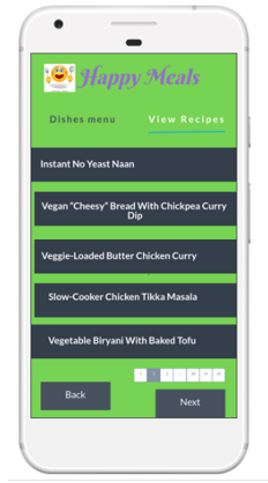 Happy Meals
Dishes menu
View Recipes
Instant No Yeast Naan
Vegan “Cheesy” Bread With Chickpea Curry
Dip
Veggie-Loaded Butter Chicken Curry
Slow-Cooker Chicken Tikka Masala
Vegetable Biryani With Baked Tofu
Back
Next